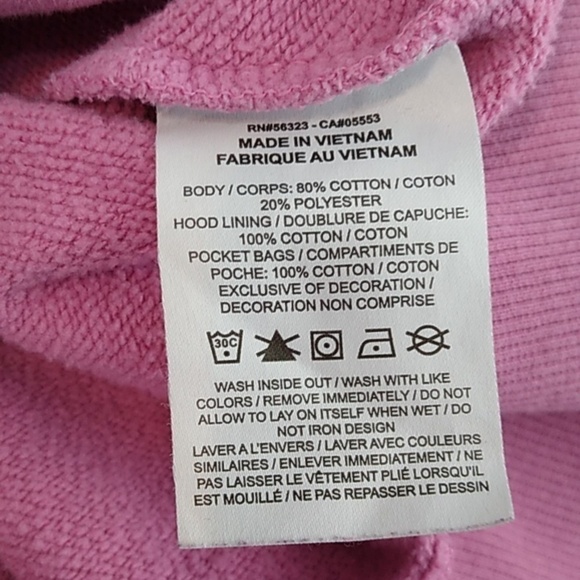 RN#56323 - CA#05553
MADE IN VIETNAM
FABRIQUE AU VIETNAM
BODY / CORPS: 80% COTTON / COTON
20% POLYESTER
HOOD LINING / DOUBLURE DE CAPUCHE:
100% COTTON / COTON
POCKET BAGS / COMPARTIMENTS DE
POCHE: 100% COTTON / COTON
EXCLUSIVE OF DECORATION /
DECORATION NON COMPRISE
30C
WASH INSIDE OUT / WASH WITH LIKE
COLORS / REMOVE IMMEDIATELY / DO NOT
ALLOW TO LAY ON ITSELF WHEN WET / DO
NOT IRON DESIGN
LAVER A L'ENVERS / LAVER AVEC COULEURS
SIMILAIRES / ENLEVER IMMEDIATEMENT / NE
PAS LAISSER LE VÊTEMENT PLIÉ LORSQU'IL
EST MOUILLÉ / NE PAS REPASSER LE DESSIN